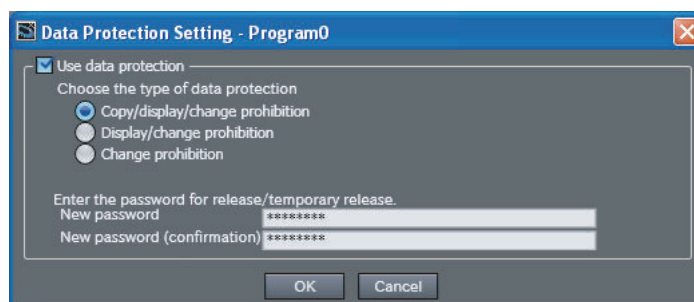 Data Protection Setting - Program0
Use data protection
Choose the type of data protection
Copy/display/change prohibition
Display/change prohibition
Change prohibition
Enter the password for release/temporary release.
New password ********
New password (confirmation) ********
OK Cancel